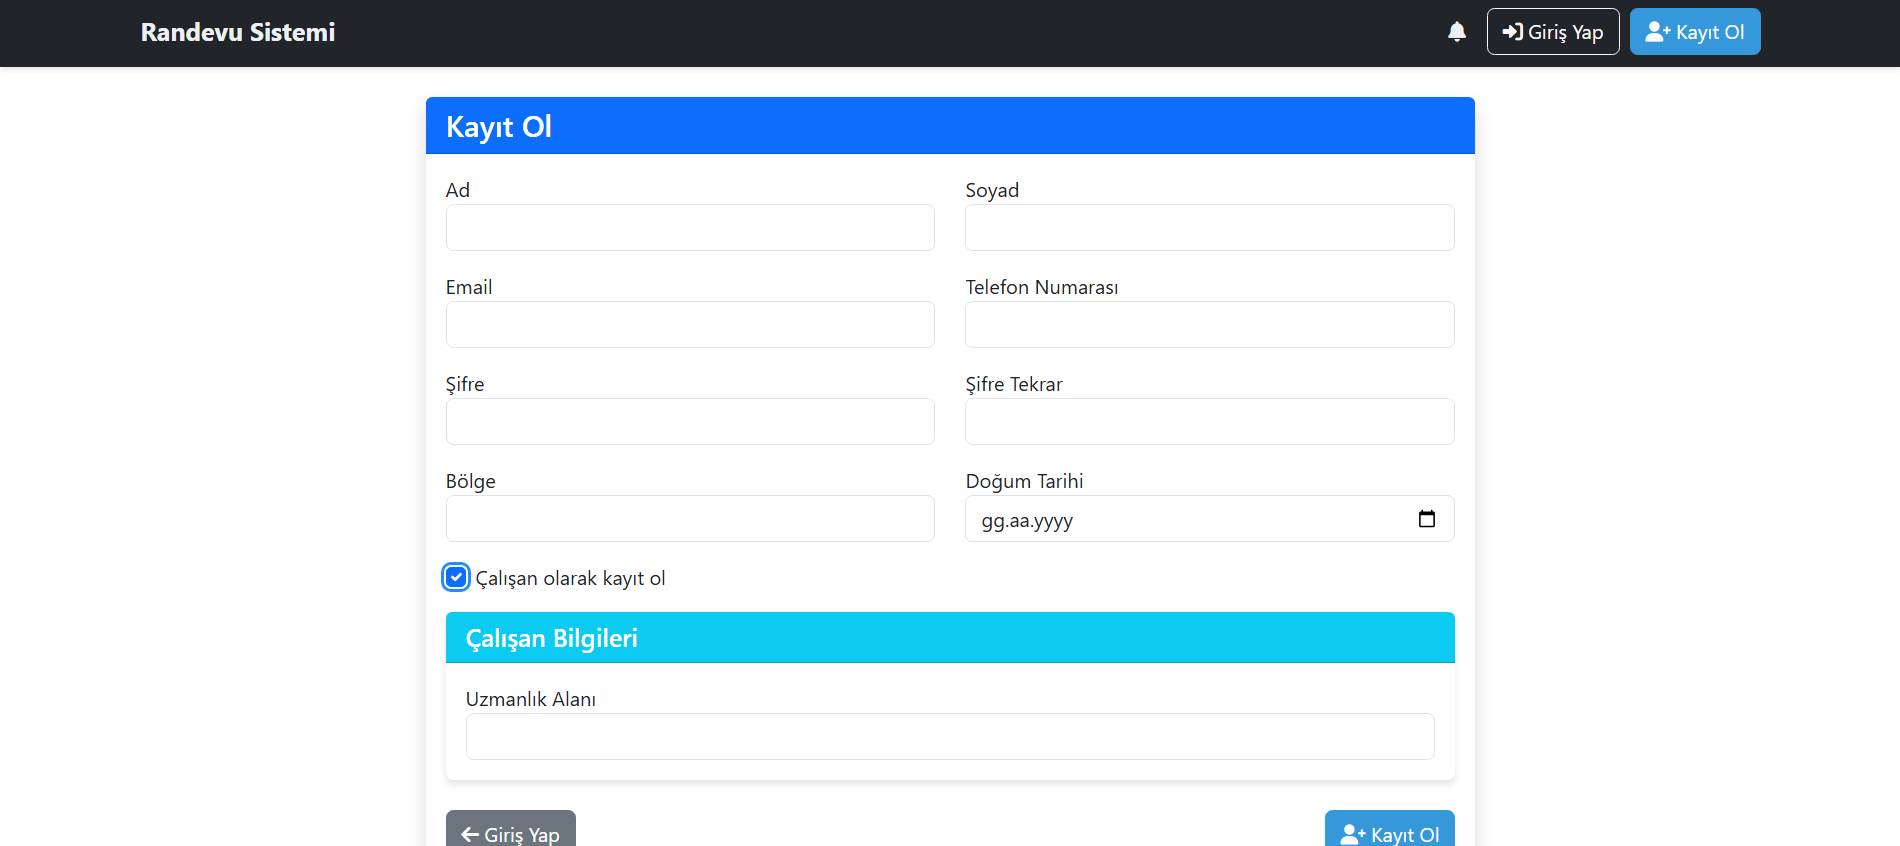 Randevu Sistemi
Giriş Yap
Kayıt Ol
Kayıt Ol
Ad
Soyad
Email
Telefon Numarası
Şifre
Şifre Tekrar
Bölge
Doğum Tarihi
gg.aa.yyyy
Çalışan olarak kayıt ol
Çalışan Bilgileri
Uzmanlık Alanı
Giriş Yap
Kayıt Ol